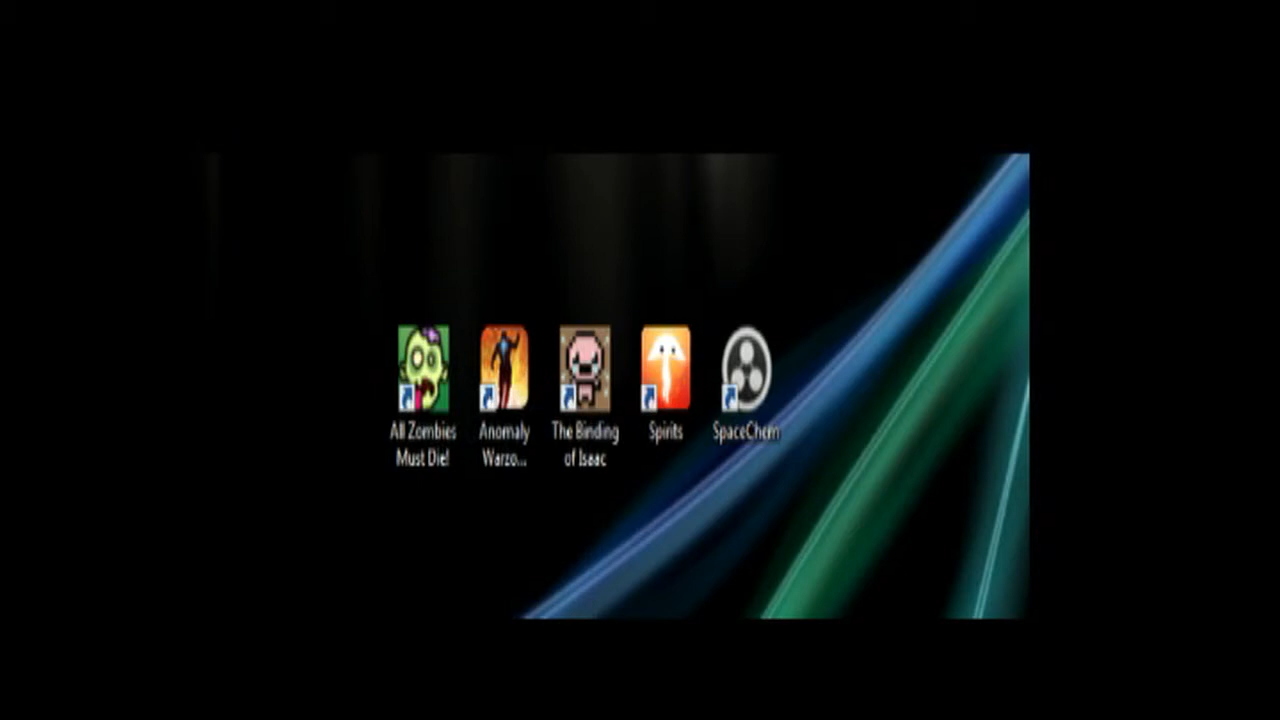 All Zombies
Must Die!
Anomaly
Warzo...
The Binding
of Isaac
Spirits
SpaceChem